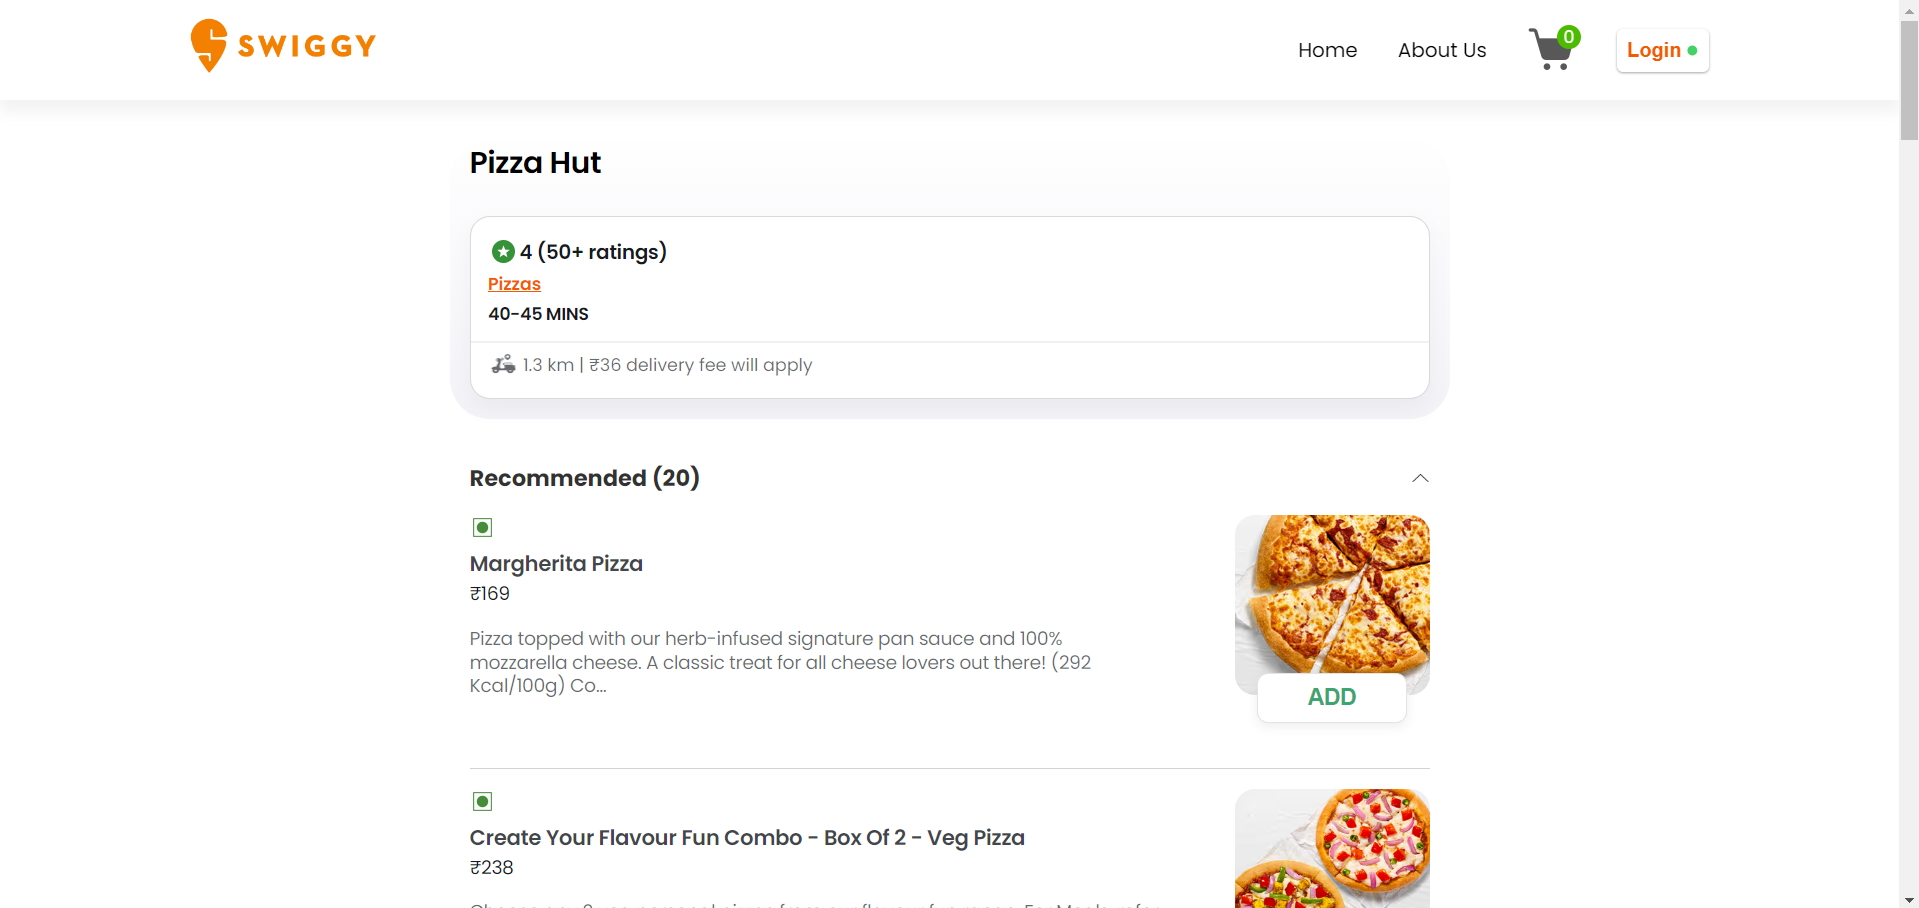 SWIGGY
Home
About Us
0
Login
Pizza Hut
4 (50+ ratings)
Pizzas
40-45 MINS
1.3 km | ₹36 delivery fee will apply
Recommended (20)
Margherita Pizza
₹169
Pizza topped with our herb-infused signature pan sauce and 100%
mozzarella cheese. A classic treat for all cheese lovers out there! (292
Kcal/100g) Co...
ADD
Create Your Flavour Fun Combo - Box Of 2 - Veg Pizza
₹238